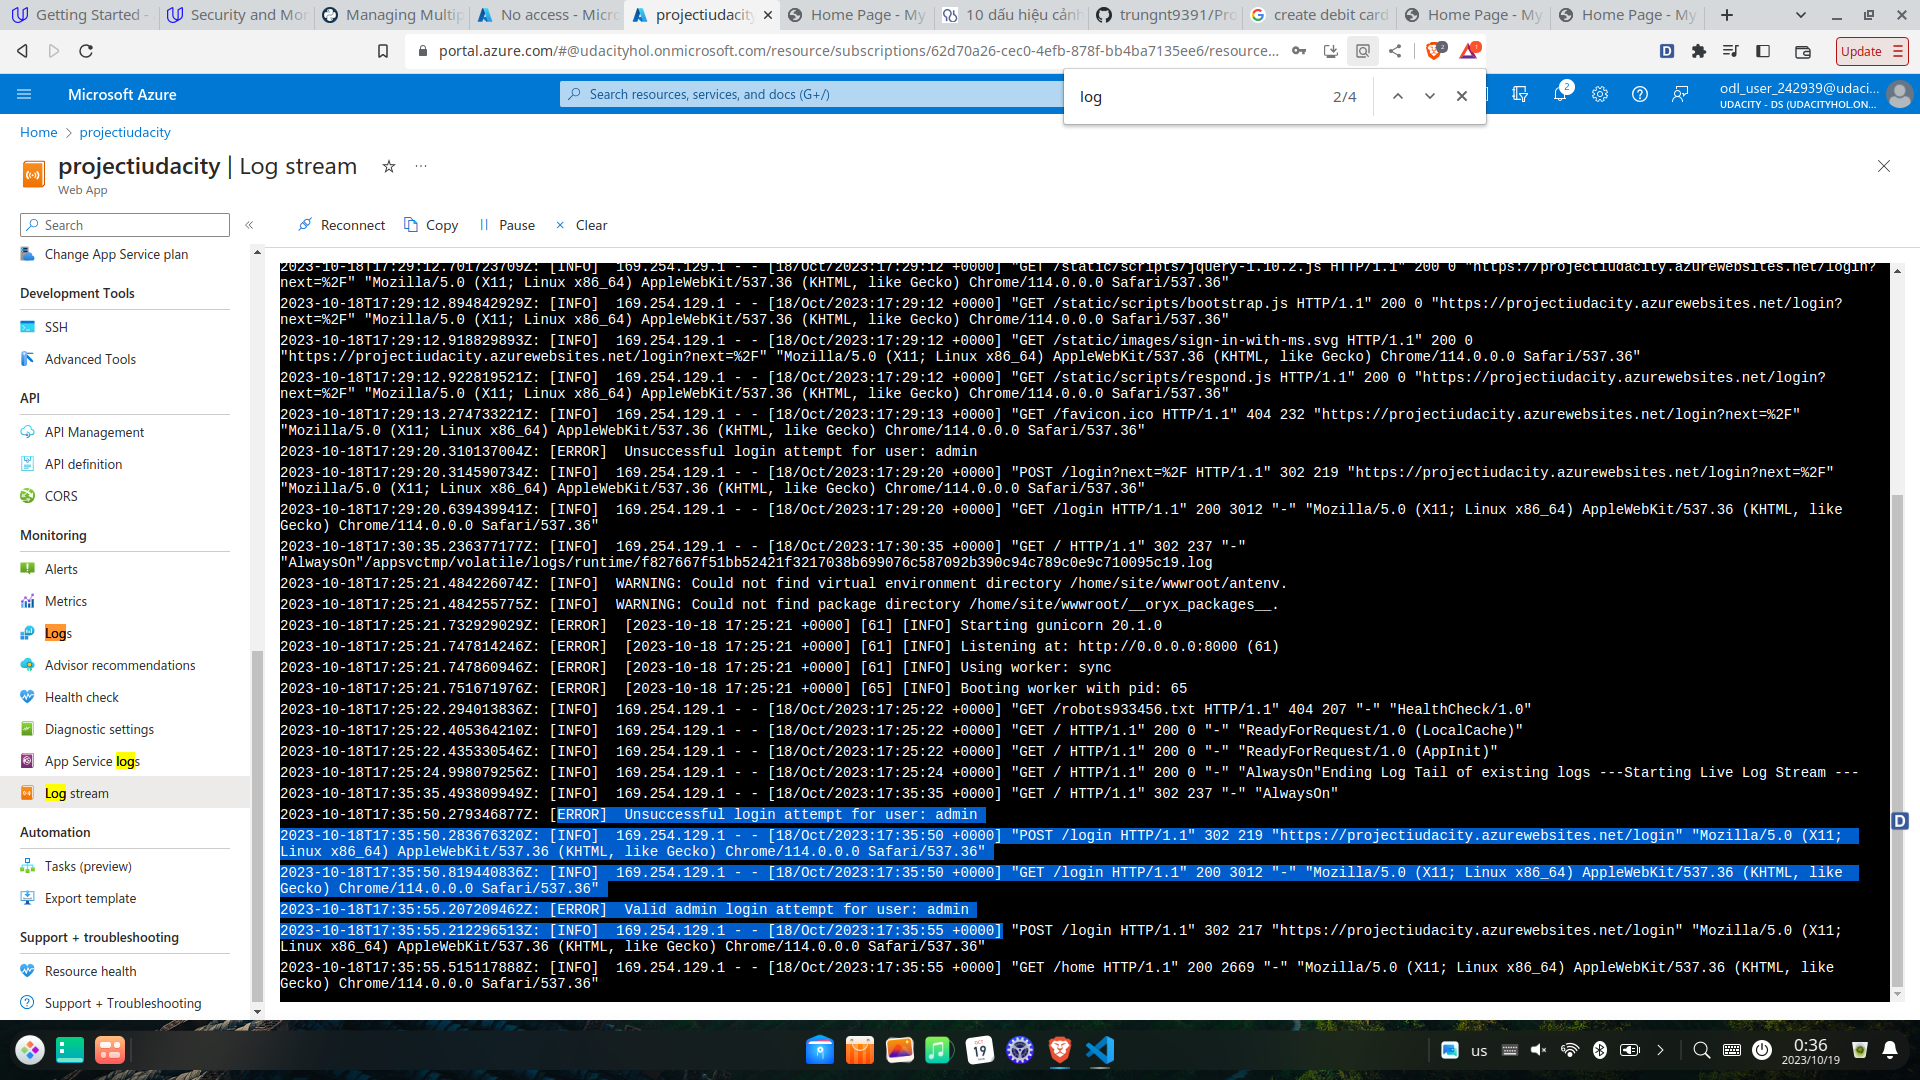 Getting Started -
Security and Mor
Managing Multip
No access - Micro
projectiudacity
Home Page - My
10 dấu hiệu cảnh
trungnt9391/Pro
create debit card
Home Page - My
Home Page - My
portal.azure.com/#@udacityhol.onmicrosoft.com/resource/subscriptions/62d70a26-cec0-4efb-878f-bb4ba7135ee6/resource...
2
1
Update
log
2/4
Microsoft Azure
Search resources, services, and docs (G+/)
2
odl_user_242939@udaci...
UDACITY - DS (UDACITYHOL.ON...
Home > projectiudacity
projectiudacity | Log stream
Web App
Search
Reconnect
Copy
Pause
Clear
Change App Service plan
Development Tools
SSH
Advanced Tools
API
API Management
API definition
CORS
Monitoring
Alerts
Metrics
Logs
Advisor recommendations
Health check
Diagnostic settings
App Service logs
Log stream
Automation
Tasks (preview)
Export template
Support + troubleshooting
Resource health
Support + Troubleshooting
2023-10-18T17:29:12.701723709Z: [INFO]  169.254.129.1 - - [18/Oct/2023:17:29:12 +0000] "GET /static/scripts/jquery-1.10.2.js HTTP/1.1" 200 0 "https://projectiudacity.azurewebsites.net/login?
next=%2F" "Mozilla/5.0 (X11; Linux x86_64) AppleWebKit/537.36 (KHTML, like Gecko) Chrome/114.0.0.0 Safari/537.36"
2023-10-18T17:29:12.894842929Z: [INFO]  169.254.129.1 - - [18/Oct/2023:17:29:12 +0000] "GET /static/scripts/bootstrap.js HTTP/1.1" 200 0 "https://projectiudacity.azurewebsites.net/login?
next=%2F" "Mozilla/5.0 (X11; Linux x86_64) AppleWebKit/537.36 (KHTML, like Gecko) Chrome/114.0.0.0 Safari/537.36"
2023-10-18T17:29:12.918829893Z: [INFO]  169.254.129.1 - - [18/Oct/2023:17:29:12 +0000] "GET /static/images/sign-in-with-ms.svg HTTP/1.1" 200 0
"https://projectiudacity.azurewebsites.net/login?next=%2F" "Mozilla/5.0 (X11; Linux x86_64) AppleWebKit/537.36 (KHTML, like Gecko) Chrome/114.0.0.0 Safari/537.36"
2023-10-18T17:29:12.922819521Z: [INFO]  169.254.129.1 - - [18/Oct/2023:17:29:12 +0000] "GET /static/scripts/respond.js HTTP/1.1" 200 0 "https://projectiudacity.azurewebsites.net/login?
next=%2F" "Mozilla/5.0 (X11; Linux x86_64) AppleWebKit/537.36 (KHTML, like Gecko) Chrome/114.0.0.0 Safari/537.36"
2023-10-18T17:29:13.274733221Z: [INFO]  169.254.129.1 - - [18/Oct/2023:17:29:13 +0000] "GET /favicon.ico HTTP/1.1" 404 232 "https://projectiudacity.azurewebsites.net/login?next=%2F"
"Mozilla/5.0 (X11; Linux x86_64) AppleWebKit/537.36 (KHTML, like Gecko) Chrome/114.0.0.0 Safari/537.36"
2023-10-18T17:29:20.310137004Z: [ERROR]  Unsuccessful login attempt for user: admin
2023-10-18T17:29:20.314590734Z: [INFO]  169.254.129.1 - - [18/Oct/2023:17:29:20 +0000] "POST /login?next=%2F HTTP/1.1" 302 219 "https://projectiudacity.azurewebsites.net/login?next=%2F"
"Mozilla/5.0 (X11; Linux x86_64) AppleWebKit/537.36 (KHTML, like Gecko) Chrome/114.0.0.0 Safari/537.36"
2023-10-18T17:29:20.639439941Z: [INFO]  169.254.129.1 - - [18/Oct/2023:17:29:20 +0000] "GET /login HTTP/1.1" 200 3012 "-" "Mozilla/5.0 (X11; Linux x86_64) AppleWebKit/537.36 (KHTML, like
Gecko) Chrome/114.0.0.0 Safari/537.36"
2023-10-18T17:30:35.236377177Z: [INFO]  169.254.129.1 - - [18/Oct/2023:17:30:35 +0000] "GET / HTTP/1.1" 302 237 "-"
"AlwaysOn"/appsvctmp/volatile/logs/runtime/f827667f51bb52421f3217038b699076c587092b390c94c789c0e9c710095c19.log
2023-10-18T17:25:21.484226074Z: [INFO]  WARNING: Could not find virtual environment directory /home/site/wwwroot/antenv.
2023-10-18T17:25:21.484255775Z: [INFO]  WARNING: Could not find package directory /home/site/wwwroot/__oryx_packages__.
2023-10-18T17:25:21.732929029Z: [ERROR]  [2023-10-18 17:25:21 +0000] [61] [INFO] Starting gunicorn 20.1.0
2023-10-18T17:25:21.747814246Z: [ERROR]  [2023-10-18 17:25:21 +0000] [61] [INFO] Listening at: http://0.0.0.0:8000 (61)
2023-10-18T17:25:21.747860946Z: [ERROR]  [2023-10-18 17:25:21 +0000] [61] [INFO] Using worker: sync
2023-10-18T17:25:21.751671976Z: [ERROR]  [2023-10-18 17:25:21 +0000] [65] [INFO] Booting worker with pid: 65
2023-10-18T17:25:22.294013836Z: [INFO]  169.254.129.1 - - [18/Oct/2023:17:25:22 +0000] "GET /robots933456.txt HTTP/1.1" 404 207 "-" "HealthCheck/1.0"
2023-10-18T17:25:22.405364210Z: [INFO]  169.254.129.1 - - [18/Oct/2023:17:25:22 +0000] "GET / HTTP/1.1" 200 0 "-" "ReadyForRequest/1.0 (LocalCache)"
2023-10-18T17:25:22.435330546Z: [INFO]  169.254.129.1 - - [18/Oct/2023:17:25:22 +0000] "GET / HTTP/1.1" 200 0 "-" "ReadyForRequest/1.0 (AppInit)"
2023-10-18T17:25:24.998079256Z: [INFO]  169.254.129.1 - - [18/Oct/2023:17:25:24 +0000] "GET / HTTP/1.1" 200 0 "-" "AlwaysOn"Ending Log Tail of existing logs ---Starting Live Log Stream ---
2023-10-18T17:35:35.493809949Z: [INFO]  169.254.129.1 - - [18/Oct/2023:17:35:35 +0000] "GET / HTTP/1.1" 302 237 "-" "AlwaysOn"
2023-10-18T17:35:50.279346877Z: [ERROR]  Unsuccessful login attempt for user: admin
2023-10-18T17:35:50.283676320Z: [INFO]  169.254.129.1 - - [18/Oct/2023:17:35:50 +0000] "POST /login HTTP/1.1" 302 219 "https://projectiudacity.azurewebsites.net/login" "Mozilla/5.0 (X11;
Linux x86_64) AppleWebKit/537.36 (KHTML, like Gecko) Chrome/114.0.0.0 Safari/537.36"
2023-10-18T17:35:50.819440836Z: [INFO]  169.254.129.1 - - [18/Oct/2023:17:35:50 +0000] "GET /login HTTP/1.1" 200 3012 "-" "Mozilla/5.0 (X11; Linux x86_64) AppleWebKit/537.36 (KHTML, like
Gecko) Chrome/114.0.0.0 Safari/537.36"
2023-10-18T17:35:55.207209462Z: [ERROR]  Valid admin login attempt for user: admin
2023-10-18T17:35:55.212296513Z: [INFO]  169.254.129.1 - - [18/Oct/2023:17:35:55 +0000] "POST /login HTTP/1.1" 302 217 "https://projectiudacity.azurewebsites.net/login" "Mozilla/5.0 (X11;
Linux x86_64) AppleWebKit/537.36 (KHTML, like Gecko) Chrome/114.0.0.0 Safari/537.36"
2023-10-18T17:35:55.515117888Z: [INFO]  169.254.129.1 - - [18/Oct/2023:17:35:55 +0000] "GET /home HTTP/1.1" 200 2669 "-" "Mozilla/5.0 (X11; Linux x86_64) AppleWebKit/537.36 (KHTML, like
Gecko) Chrome/114.0.0.0 Safari/537.36"
D
OCT
19
us
0:36
2023/10/19